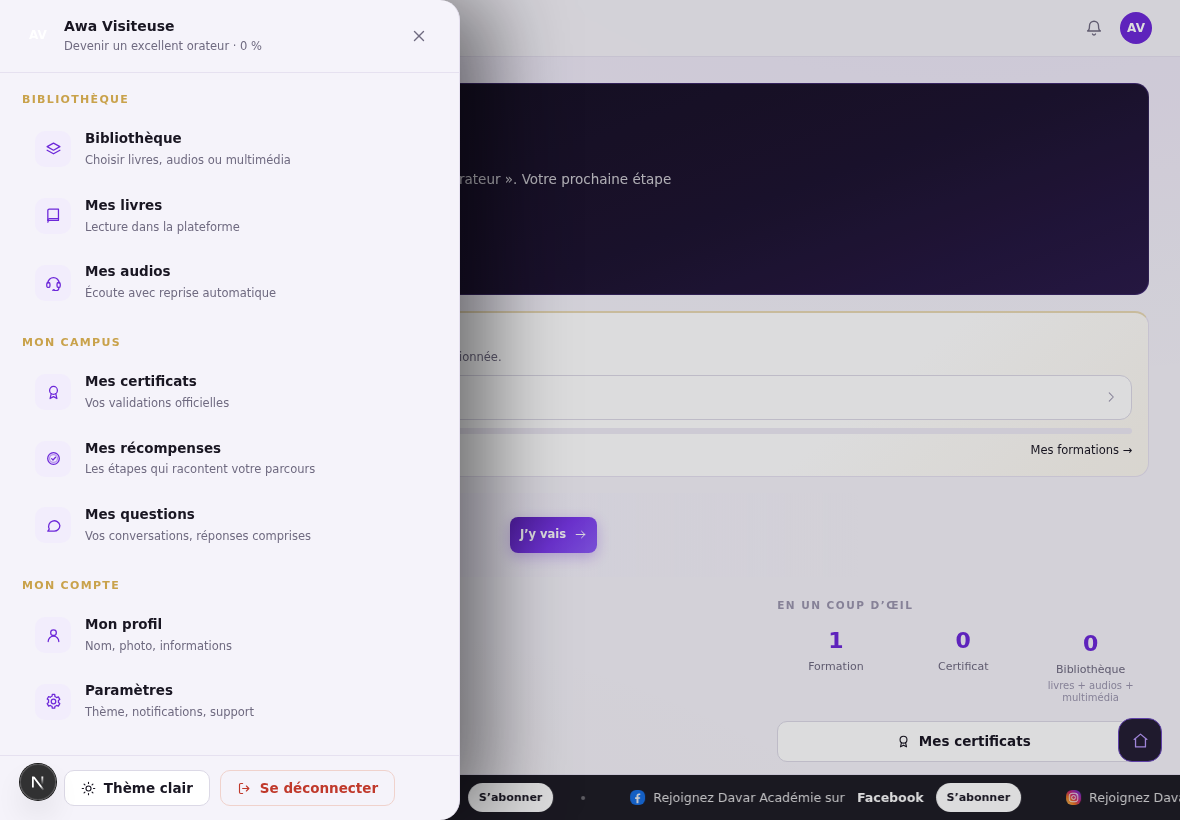 AV
Awa Visiteuse
Devenir un excellent orateur · 0 %
BIBLIOTHÈQUE
Bibliothèque
Choisir livres, audios ou multimédia
Mes livres
Lecture dans la plateforme
Mes audios
Écoute avec reprise automatique
MON CAMPUS
Mes certificats
Vos validations officielles
Mes récompenses
Les étapes qui racontent votre parcours
Mes questions
Vos conversations, réponses comprises
MON COMPTE
Mon profil
Nom, photo, informations
Paramètres
Thème, notifications, support
N
Thème clair
Se déconnecter
AV
rateur ». Votre prochaine étape
ionnée.
Mes formations →
J’y vais →
EN UN COUP D’ŒIL
1
Formation
0
Certificat
0
Bibliothèque
livres + audios +
multimédia
Mes certificats
S’abonner • Rejoignez Davar Académie sur Facebook S’abonner Rejoignez Dava